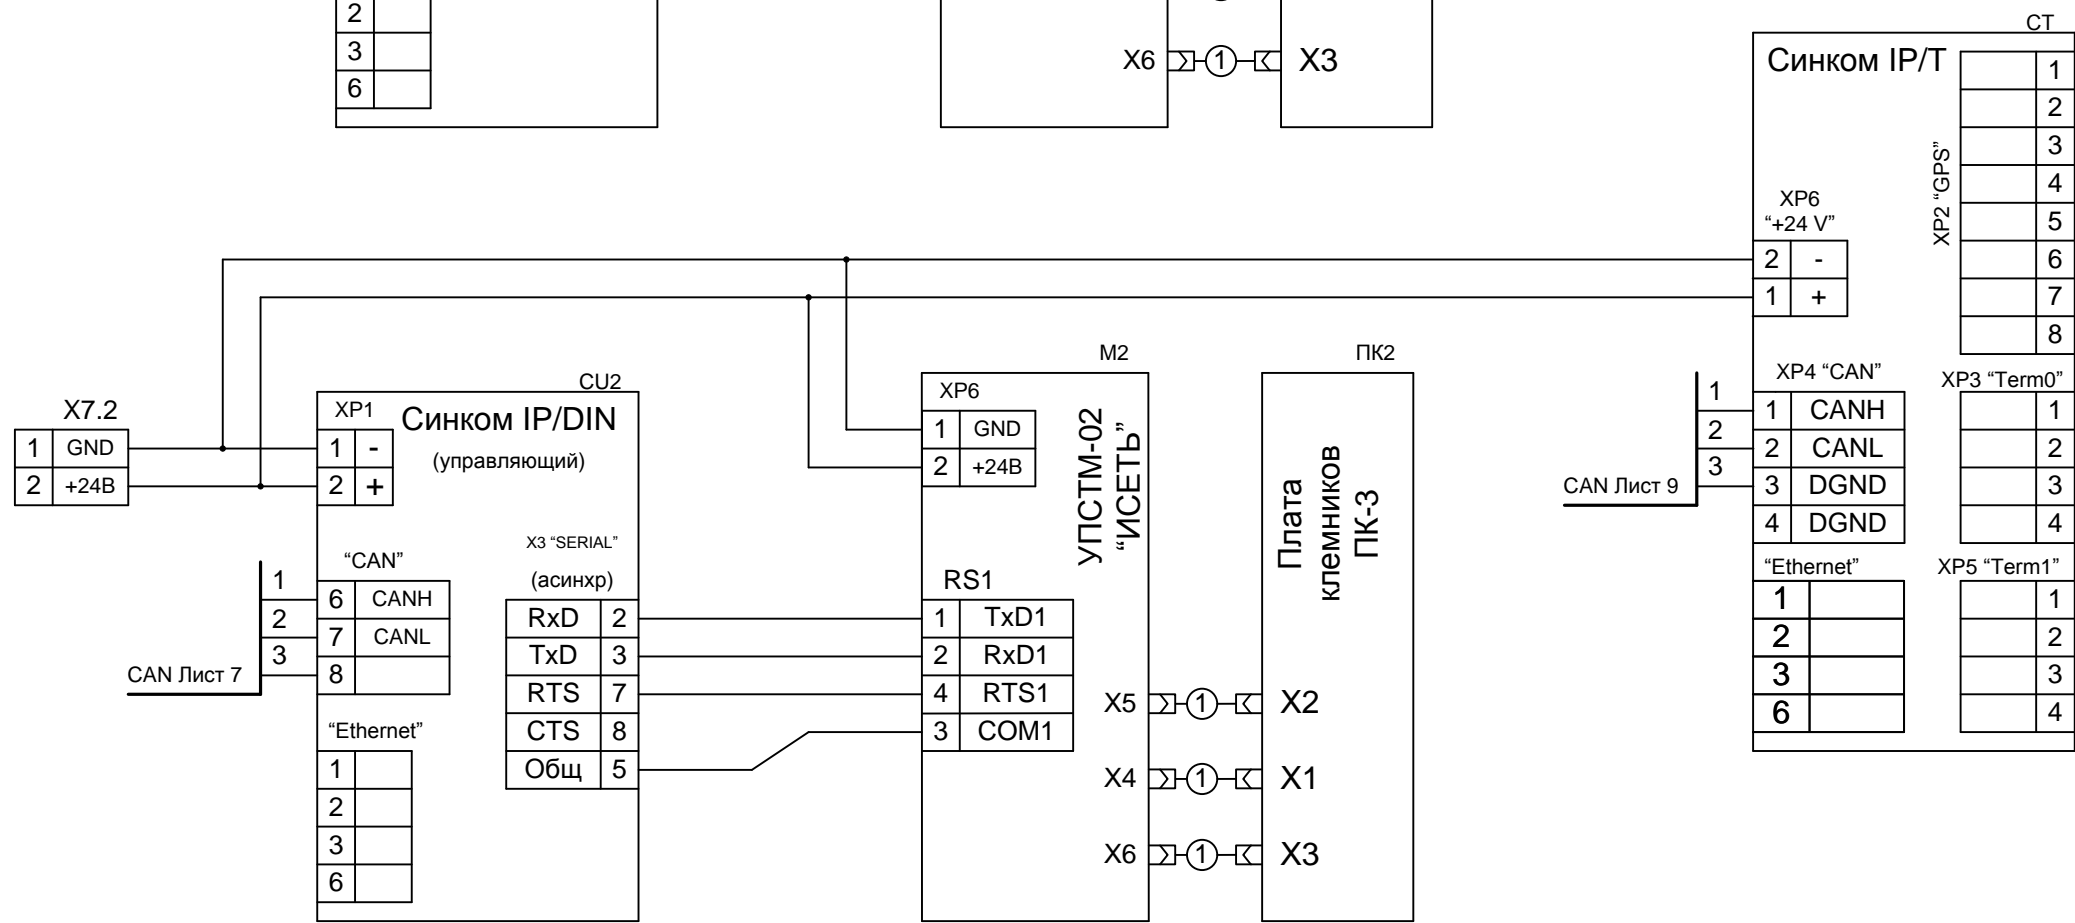 2
3
6
X6
1
X3
СТ
Синком IP/T
XP2 “GPS”
1
2
3
4
5
6
7
8
XP6
“+24 V”
2 -
1 +
XP4 “CAN”
1
2
3
1 CANH
2 CANL
3 DGND
4 DGND
CAN Лист 9
XP3 “Term0”
1
2
3
4
“Ethernet”
1
2
3
6
XP5 “Term1”
1
2
3
4
X7.2
1 GND
2 +24В
CU2
XP1
Синком IP/DIN
(управляющий)
1 -
2 +
“CAN”
1
2
3
6 CANH
7 CANL
8
CAN Лист 7
X3 “SERIAL”
(асинхр)
RxD 2
TxD 3
RTS 7
CTS 8
Общ 5
“Ethernet”
1
2
3
6
М2
XP6
1 GND
2 +24В
УПСТМ-02
“ИСЕТЬ”
RS1
1 TxD1
2 RxD1
4 RTS1
3 COM1
X5 1 X2
X4 1 X1
X6 1 X3
ПК2
Плата
клемников
ПК-3